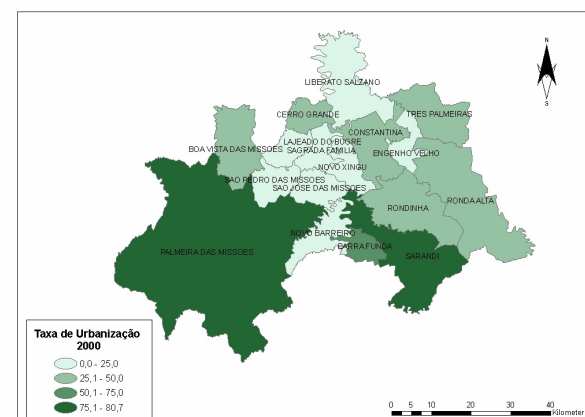 N
S
LIBERATO SALZANO
CERRO GRANDE
TRES PALMEIRAS
CONSTANTINA
LAJEADO DO BUGRE
BOA VISTA DAS MISSOES
SAGRADA FAMILIA
ENGENHO VELHO
NOVO XINGU
SAO PEDRO DAS MISSOES
SAO JOSE DAS MISSOES
RONDA ALTA
RONDINHA
NOVO BARREIRO
BARRA FUNDA
PALMEIRA DAS MISSOES
SARANDI
Taxa de Urbanização
2000
0,0 - 25,0
25,1 - 50,0
50,1 - 75,0
75,1 - 80,7
0 5 10 20 30 40
Kilometer